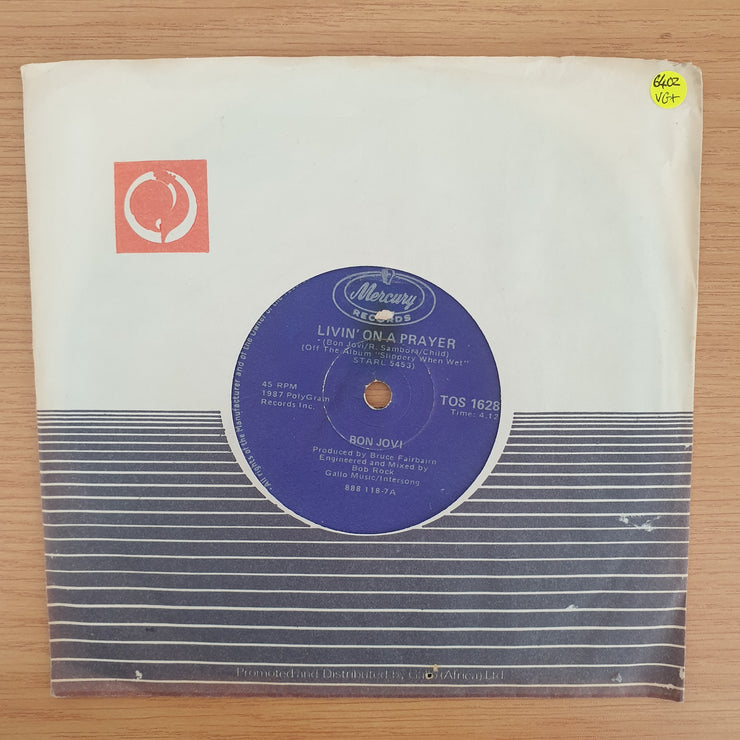 6402
VG+
Mercury
RECORDS
LIVIN' ON A PRAYER
(Bon Jovi/R. Sambora/Child)
(Off The Album "Slippery When Wet"
STARL 5453)
45 RPM
1987 PolyGram
Records Inc.
TOS 1628
Time: 4.12
BON JOVI
Produced by Bruce Fairbairn
Engineered and Mixed by
Bob Rock
Gallo Music/Intersong
888 118-7A
All rights of the Manufacturer and of the Owner of the
Promoted and Distributed by Gallo (Africa) Ltd.